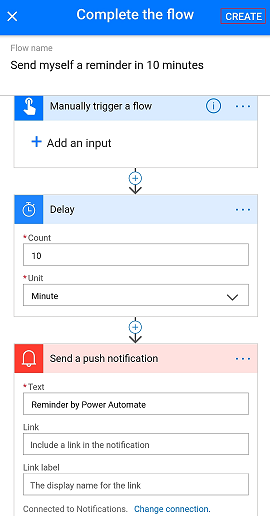 Complete the flow
CREATE
Flow name
Send myself a reminder in 10 minutes
Manually trigger a flow
Add an input
Delay
*Count
10
*Unit
Minute
Send a push notification
*Text
Reminder by Power Automate
Link
Include a link in the notification
Link label
The display name for the link
Connected to Notifications. Change connection.